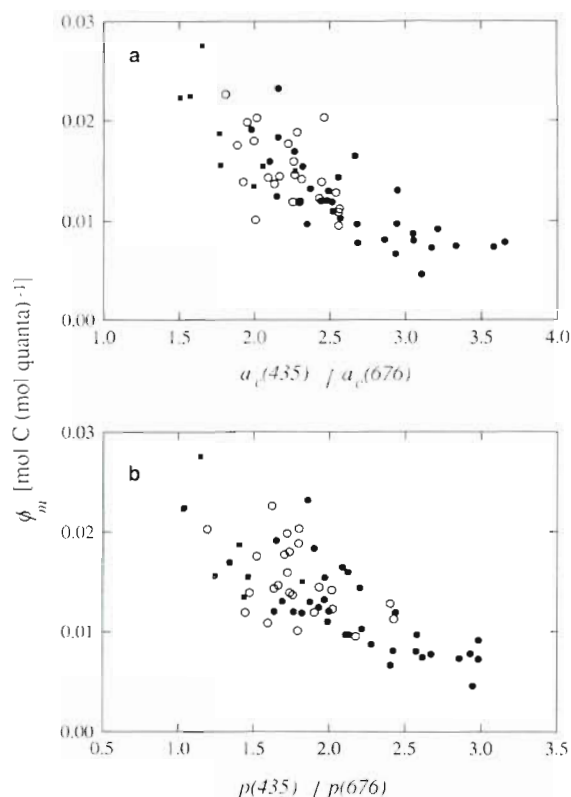 0.03
a
0.02
0.01
0.00
1.0 1.5 2.0 2.5 3.0 3.5 4.0
a_c(435) / a_c(676)
ϕ_m [mol C (mol quanta)⁻¹]
0.03
b
0.02
0.01
0.00
0.5 1.0 1.5 2.0 2.5 3.0 3.5
p(435) / p(676)